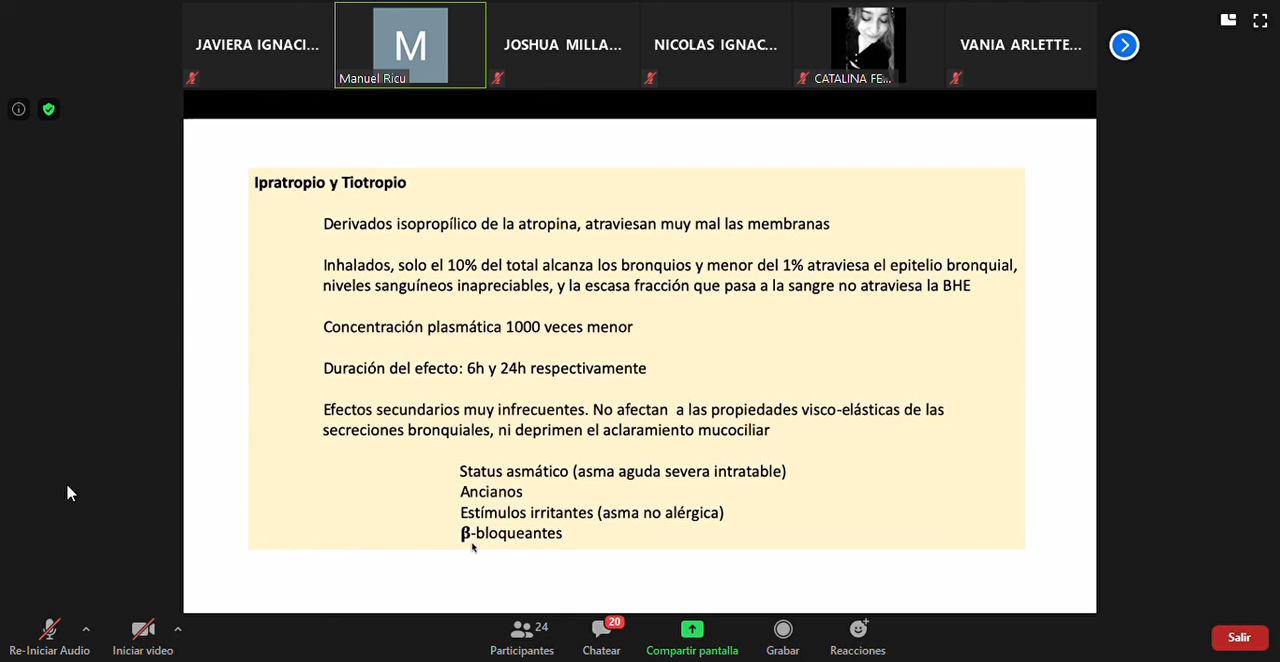 JAVIERA IGNACI...
M
Manuel Ricu
JOSHUA MILLA...
NICOLAS IGNAC...
CATALINA FE...
VANIA ARLETTE...
Ipratropio y Tiotropio
Derivados isopropílico de la atropina, atraviesan muy mal las membranas
Inhalados, solo el 10% del total alcanza los bronquios y menor del 1% atraviesa el epitelio bronquial,
niveles sanguíneos inapreciables, y la escasa fracción que pasa a la sangre no atraviesa la BHE
Concentración plasmática 1000 veces menor
Duración del efecto: 6h y 24h respectivamente
Efectos secundarios muy infrecuentes. No afectan a las propiedades visco-elásticas de las
secreciones bronquiales, ni deprimen el aclaramiento mucociliar
Status asmático (asma aguda severa intratable)
Ancianos
Estímulos irritantes (asma no alérgica)
β-bloqueantes
Re-Iniciar Audio
Iniciar video
24
Participantes
20
Chatear
Compartir pantalla
Grabar
Reacciones
Salir